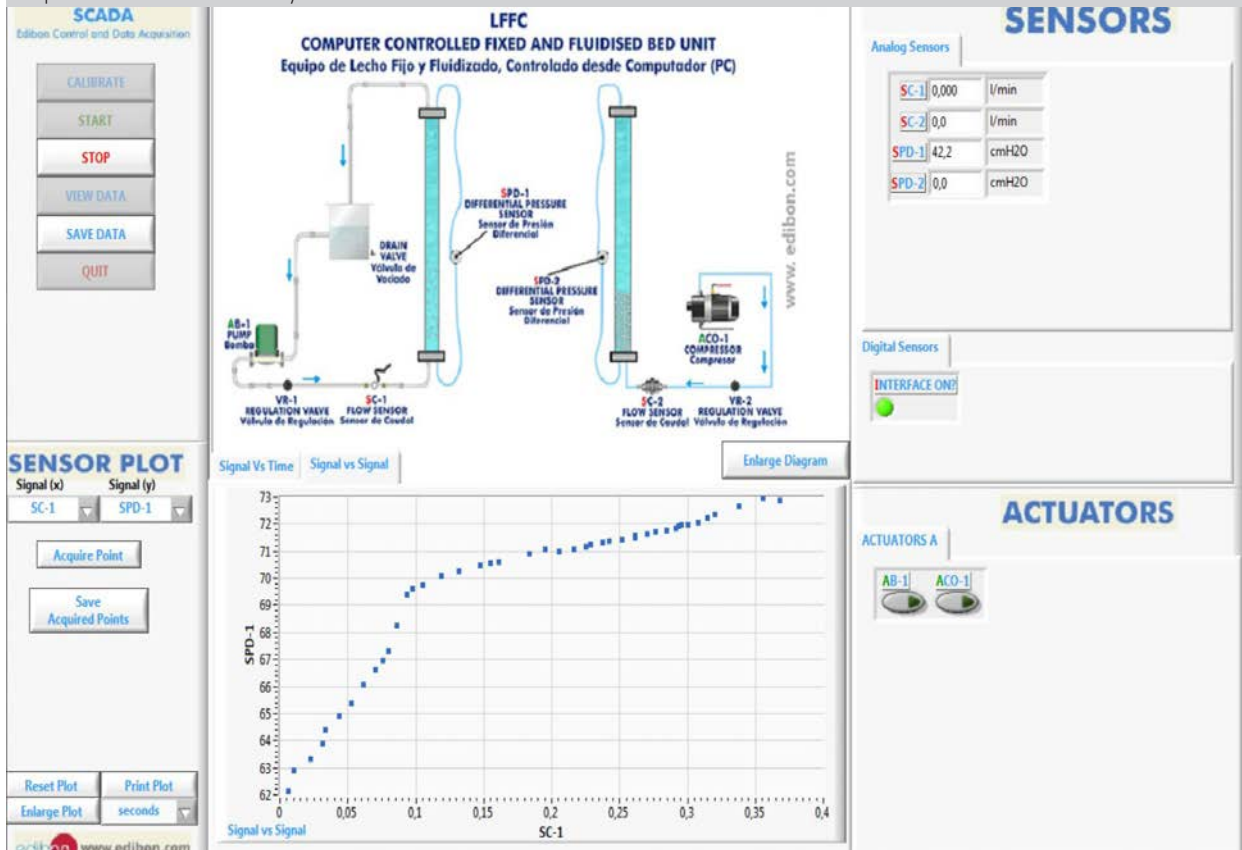 SCADA
Edibon Control and Data Acquisition
CALIBRATE
START
STOP
VIEW DATA
SAVE DATA
QUIT
LFFC
COMPUTER CONTROLLED FIXED AND FLUIDISED BED UNIT
Equipo de Lecho Fijo y Fluidizado, Controlado desde Computador (PC)
SPD-1
DIFFERENTIAL PRESSURE
SENSOR
Sensor de Presión
Diferencial
DRAIN
VALVE
Válvula de
Vaciado
SPD-2
DIFFERENTIAL PRESSURE
SENSOR
Sensor de Presión
Diferencial
www. edibon.com
AB-1
PUMP
Bomba
ACO-1
COMPRESSOR
Compresor
VR-1
REGULATION VALVE
Válvula de Regulación
SC-1
FLOW SENSOR
Sensor de Caudal
SC-2
FLOW SENSOR
Sensor de Caudal
VR-2
REGULATION VALVE
Válvula de Regulación
SENSORS
Analog Sensors
SC-1 0,000 l/min
SC-2 0,0 l/min
SPD-1 42,2 cmH2O
SPD-2 0,0 cmH2O
Digital Sensors
INTERFACE ON?
SENSOR PLOT
Signal (x) Signal (y)
SC-1 SPD-1
Acquire Point
Save
Acquired Points
Reset Plot Print Plot
Enlarge Plot seconds
edibon www.edibon.com
Signal Vs Time Signal vs Signal
Enlarge Diagram
73
72
71
70
69
68
67
66
65
64
63
62
SPD-1
0 0,05 0,1 0,15 0,2 0,25 0,3 0,35 0,4
Signal vs Signal
SC-1
ACTUATORS
ACTUATORS A
AB-1 ACO-1